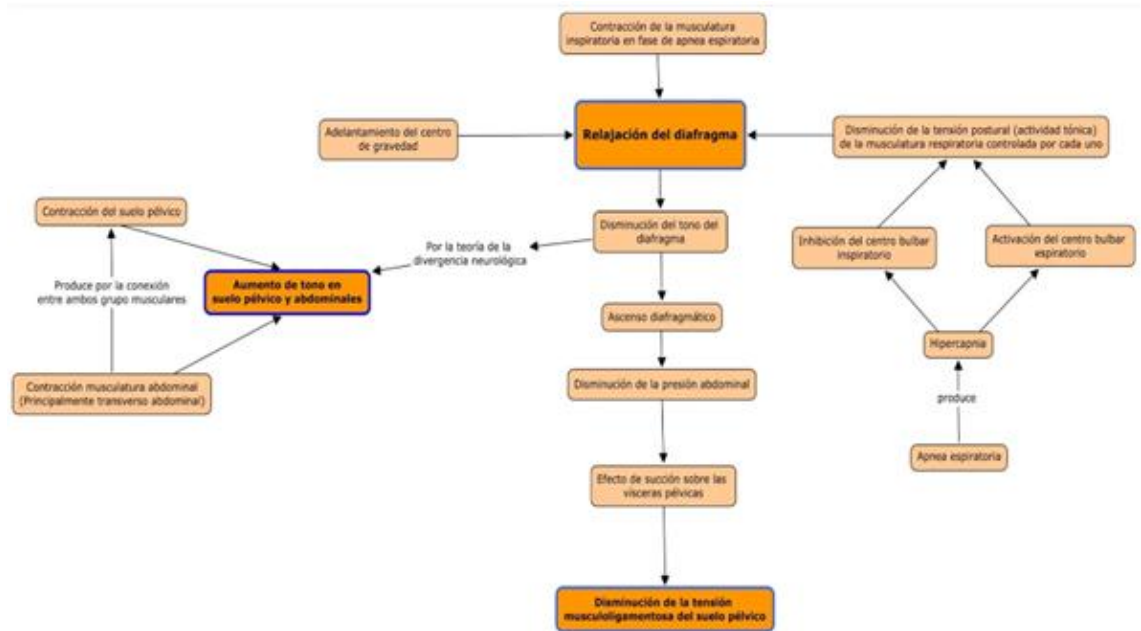 Contracción de la musculatura
inspiratoria en fase de apnea espiratoria
Relajación del diafragma
Adelantamiento del centro
de gravedad
Disminución de la tensión postural (actividad tónica)
de la musculatura respiratoria controlada por cada uno
Contracción del suelo pélvico
Disminución del tono del
diafragma
Inhibición del centro bulbar
inspiratorio
Activación del centro bulbar
espiratorio
Por la teoría de la
divergencia neurológica
Produce por la conexión
entre ambos grupo musculares
Aumento de tono en
suelo pélvico y abdominales
Ascenso diafragmático
Hipercapnia
Contracción musculatura abdominal
(Principalmente transverso abdominal)
Disminución de la presión abdominal
produce
Apnea espiratoria
Efecto de succión sobre las
vísceras pélvicas
Disminución de la tensión
musculoligamentosa del suelo pélvico